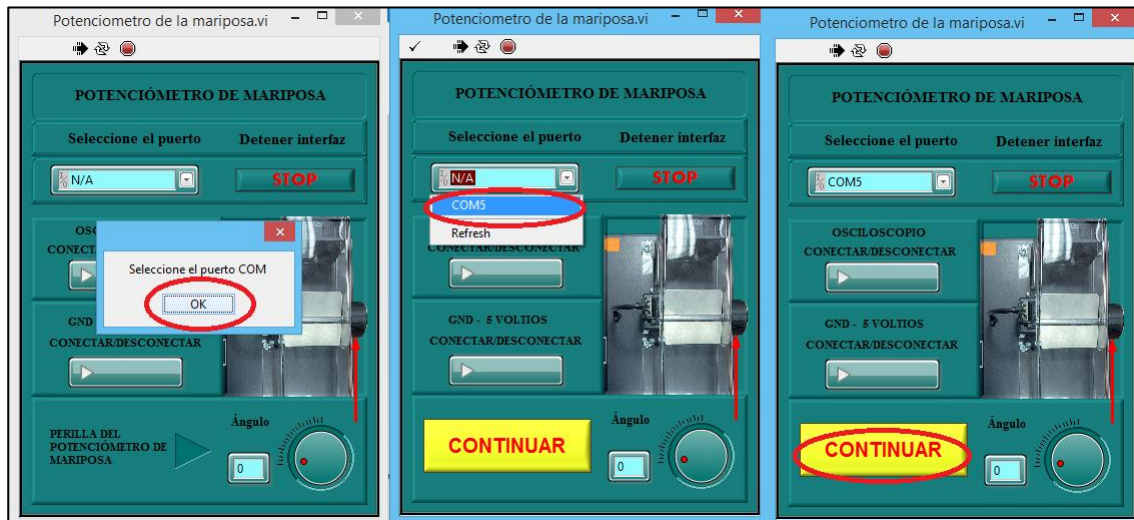 Potenciometro de la mariposa.vi
POTENCIÓMETRO DE MARIPOSA
Seleccione el puerto Detener interfaz
N/A STOP
Seleccione el puerto COM
OK
GND
CONECTAR/DESCONECTAR
PERILLA DEL
POTENCIÓMETRO DE
MARIPOSA
Ángulo
0
Potenciometro de la mariposa.vi
POTENCIÓMETRO DE MARIPOSA
Seleccione el puerto Detener interfaz
N/A STOP
COM5
Refresh
CONECTAR/DESCONECTAR
GND - 5 VOLTIOS
CONECTAR/DESCONECTAR
CONTINUAR
Ángulo
0
Potenciometro de la mariposa.vi
POTENCIÓMETRO DE MARIPOSA
Seleccione el puerto Detener interfaz
COM5 STOP
OSCILOSCOPIO
CONECTAR/DESCONECTAR
GND - 5 VOLTIOS
CONECTAR/DESCONECTAR
CONTINUAR
Ángulo
0